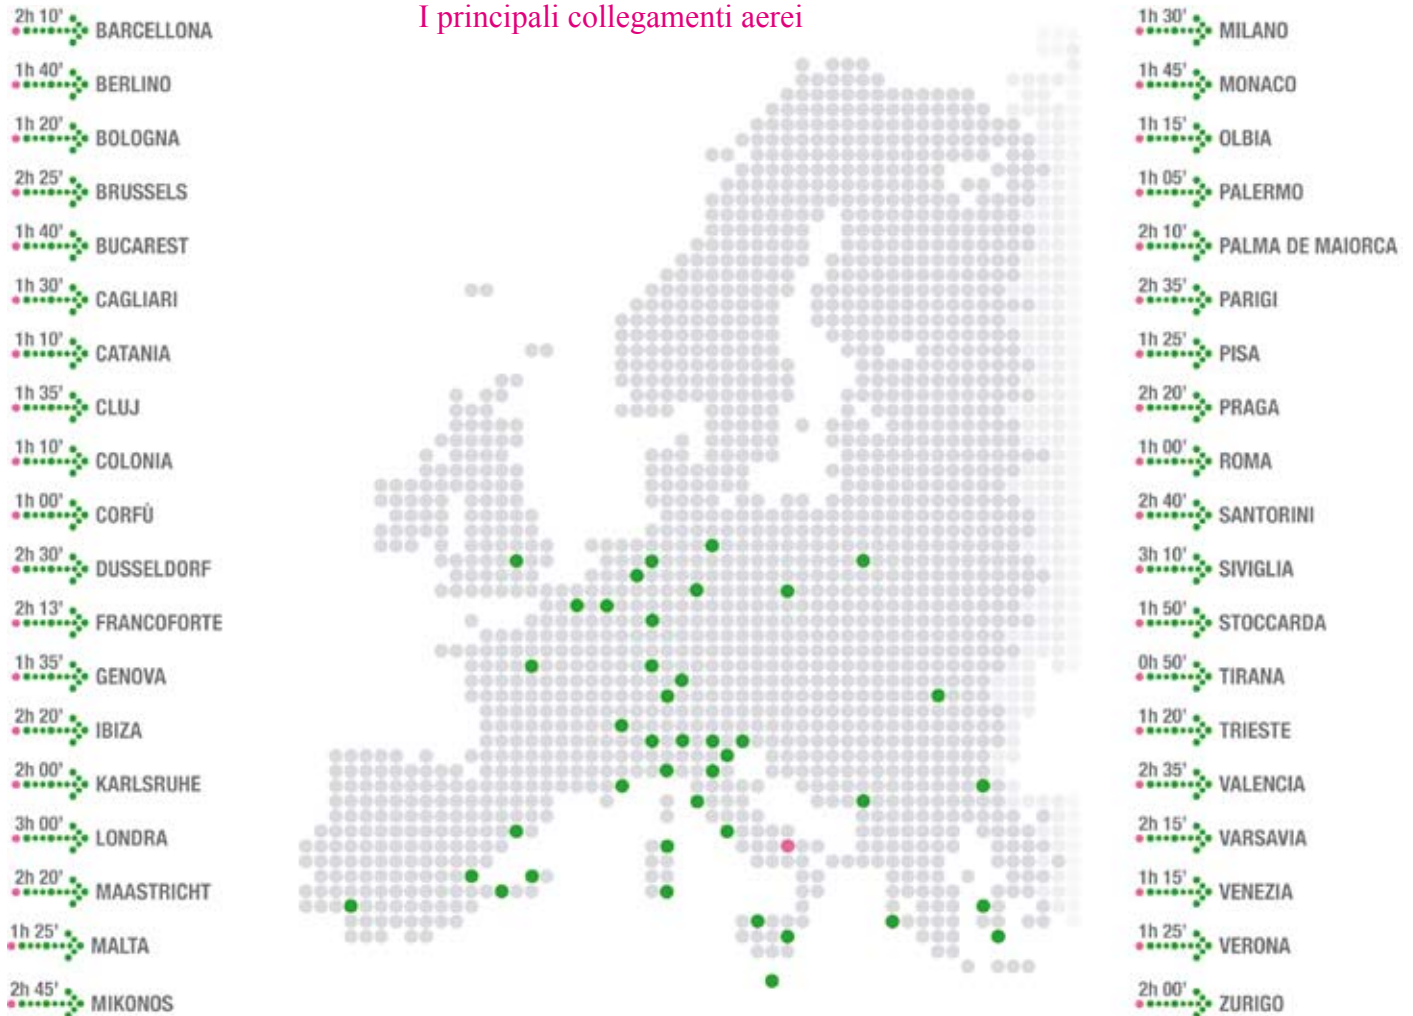 I principali collegamenti aerei
2h 10'
BARCELLONA
1h 40'
BERLINO
1h 20'
BOLOGNA
2h 25'
BRUSSELS
1h 40'
BUCAREST
1h 30'
CAGLIARI
1h 10'
CATANIA
1h 35'
CLUJ
1h 10'
COLONIA
1h 00'
CORFÙ
2h 30'
DUSSELDORF
2h 13'
FRANCOFORTE
1h 35'
GENOVA
2h 20'
IBIZA
2h 00'
KARLSRUHE
3h 00'
LONDRA
2h 20'
MAASTRICHT
1h 25'
MALTA
2h 45'
MIKONOS
1h 30'
MILANO
1h 45'
MONACO
1h 15'
OLBIA
1h 05'
PALERMO
2h 10'
PALMA DE MAIORCA
2h 35'
PARIGI
1h 25'
PISA
2h 20'
PRAGA
1h 00'
ROMA
2h 40'
SANTORINI
3h 10'
SIVIGLIA
1h 50'
STOCCARDA
0h 50'
TIRANA
1h 20'
TRIESTE
2h 35'
VALENCIA
2h 15'
VARSAVIA
1h 15'
VENEZIA
1h 25'
VERONA
2h 00'
ZURIGO